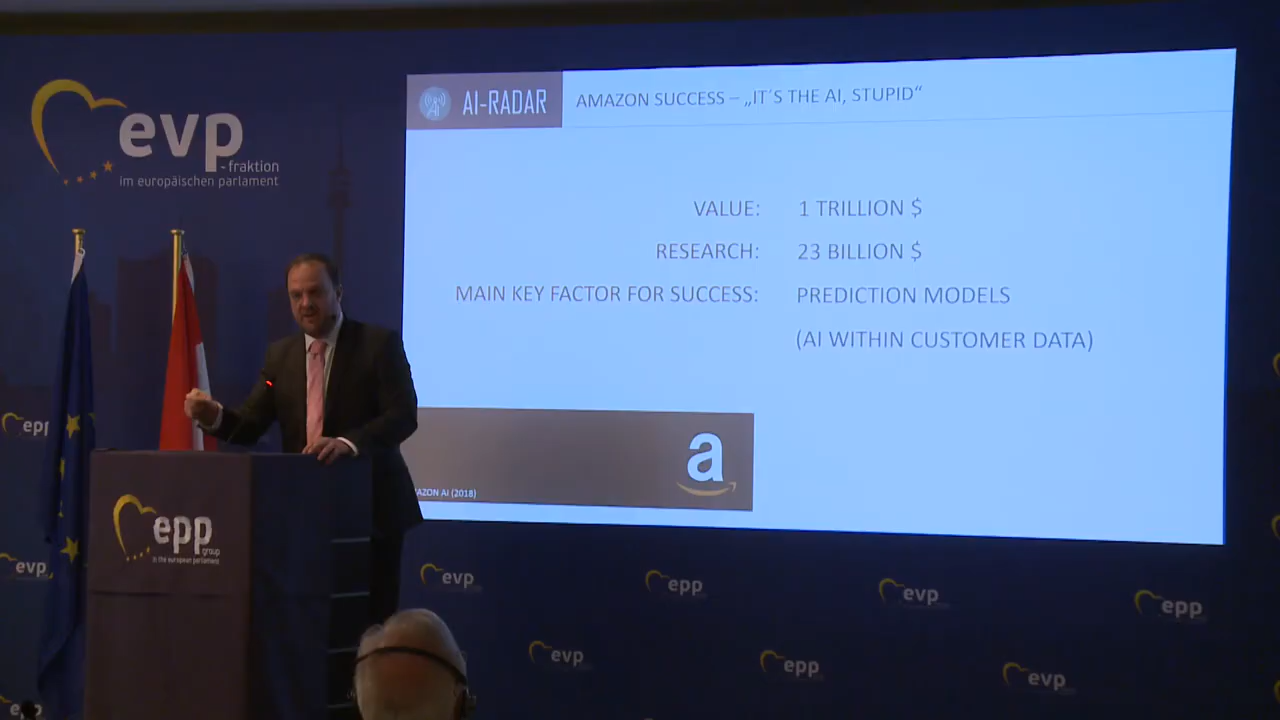 evp
-fraktion
im europäischen parlament
AI
AI-RADAR
AMAZON SUCCESS – „IT´S THE AI, STUPID“
VALUE: 1 TRILLION $
RESEARCH: 23 BILLION $
MAIN KEY FACTOR FOR SUCCESS: PREDICTION MODELS
(AI WITHIN CUSTOMER DATA)
a
AZON AI (2018)
epp
group
in the european parliament
epp
evp
evp
epp
evp
epp
evp
epp
evp